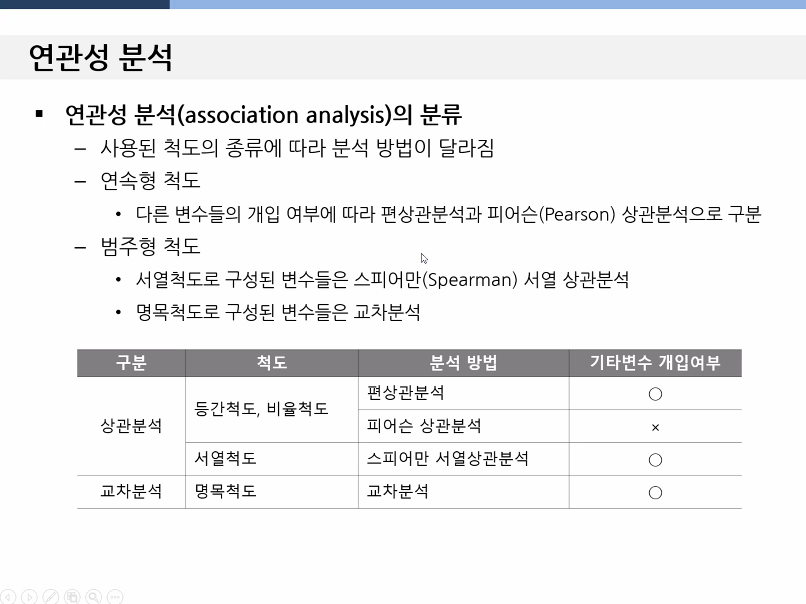 연관성 분석
▪ 연관성 분석(association analysis)의 분류
– 사용된 척도의 종류에 따라 분석 방법이 달라짐
– 연속형 척도
• 다른 변수들의 개입 여부에 따라 편상관분석과 피어슨(Pearson) 상관분석으로 구분
– 범주형 척도
• 서열척도로 구성된 변수들은 스피어만(Spearman) 서열 상관분석
• 명목척도로 구성된 변수들은 교차분석
구분 척도 분석 방법 기타변수 개입여부
상관분석 등간척도, 비율척도 편상관분석 ○
피어슨 상관분석 ×
서열척도 스피어만 서열상관분석 ○
교차분석 명목척도 교차분석 ○